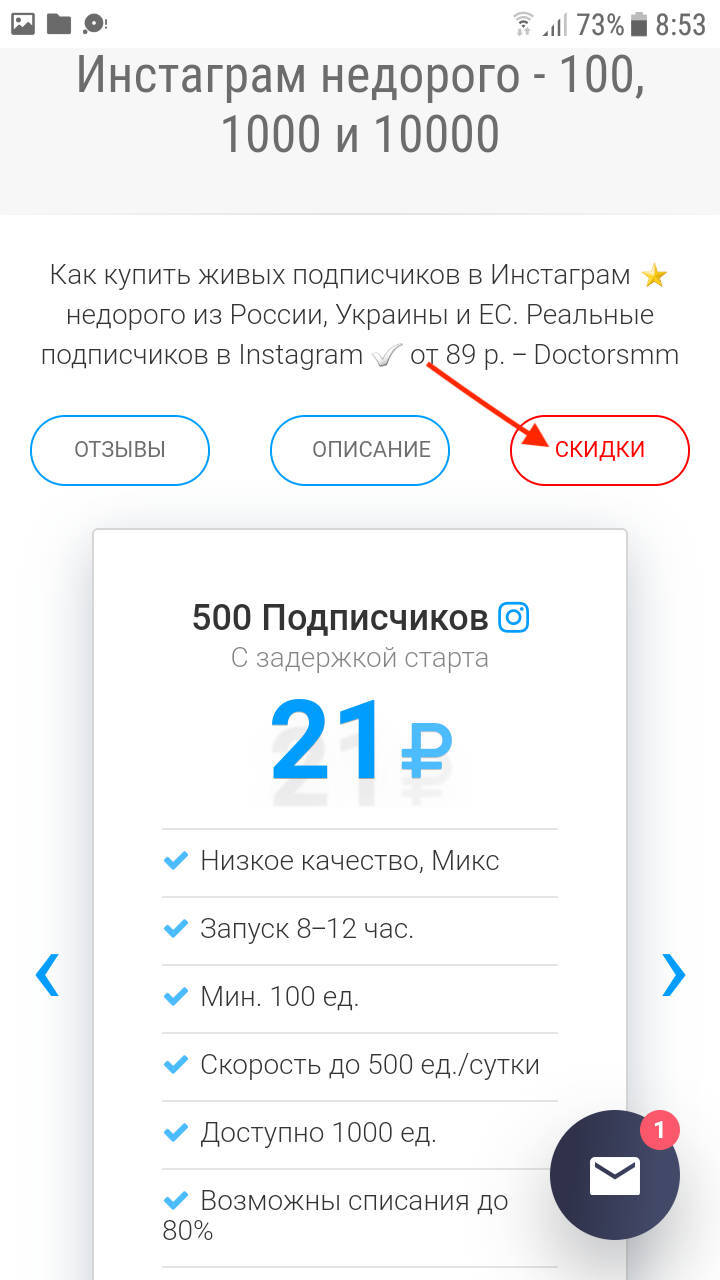 73% 8:53
Инстаграм недорого - 100,
1000 и 10000
Как купить живых подписчиков в Инстаграм ⭐
недорого из России, Украины и ЕС. Реальные
подписчиков в Instagram ✔ от 89 р. – Doctorsmm
ОТЗЫВЫ
ОПИСАНИЕ
СКИДКИ
500 Подписчиков
С задержкой старта
21 ₽
Низкое качество, Микс
Запуск 8–12 час.
Мин. 100 ед.
Скорость до 500 ед./сутки
Доступно 1000 ед.
1
Возможны списания до
80%